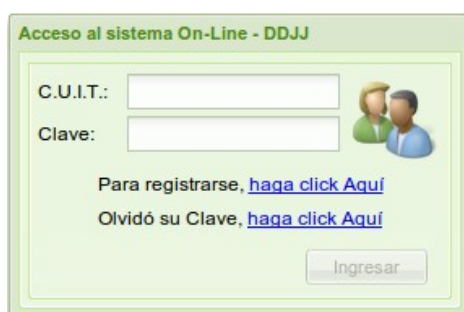 Acceso al sistema On-Line - DDJJ
C.U.I.T.:
Clave:
Para registrarse, haga click Aquí
Olvidó su Clave, haga click Aquí
Ingresar